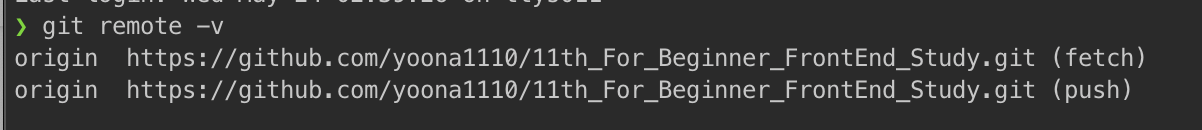 ❯ git remote -v
origin  https://github.com/yoona1110/11th_For_Beginner_FrontEnd_Study.git (fetch)
origin  https://github.com/yoona1110/11th_For_Beginner_FrontEnd_Study.git (push)